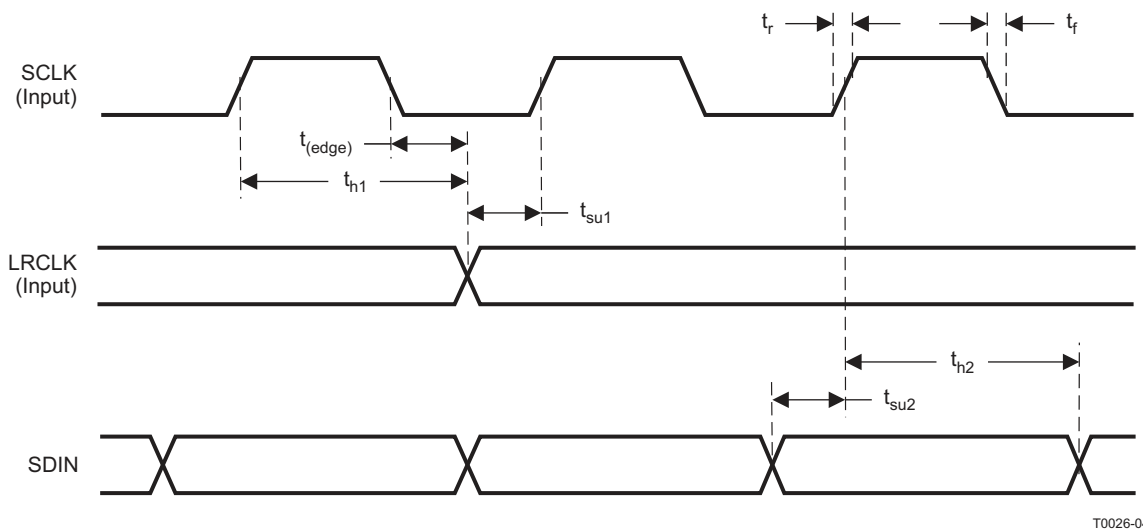 t_r
t_f
SCLK
(Input)
t_(edge)
t_h1
t_su1
LRCLK
(Input)
t_h2
t_su2
SDIN